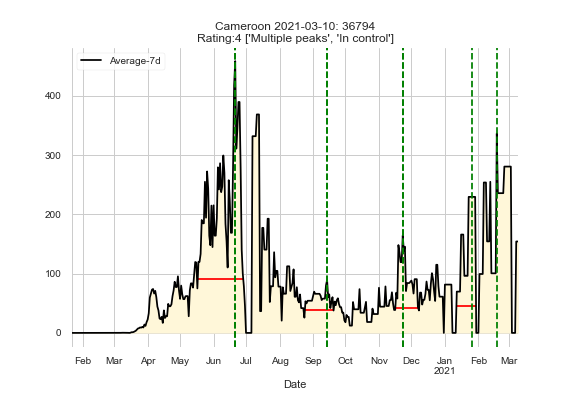 Cameroon 2021-03-10: 36794
Rating:4 ['Multiple peaks', 'In control']
Average-7d
400
300
200
100
0
Feb Mar Apr May Jun Jul Aug Sep Oct Nov Dec Jan Feb Mar
2021
Date